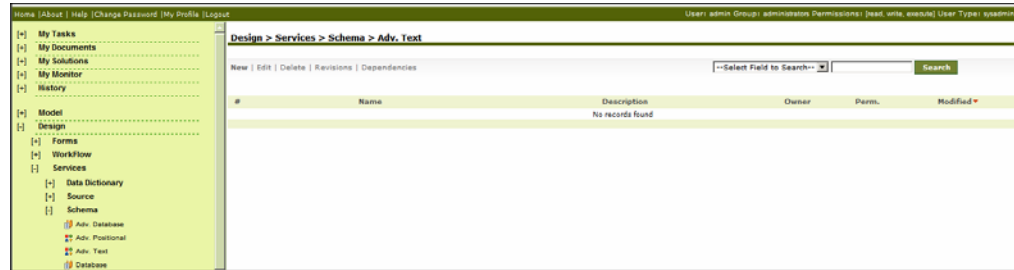 Home |About | Help |Change Password |My Profile |Logout
User: admin Group: administrators Permissions: [read, write, execute] User Type: sysadmin
[+] My Tasks
[+] My Documents
[+] My Solutions
[+] My Monitor
[+] History
[+] Model
[-] Design
[+] Forms
[+] WorkFlow
[-] Services
[+] Data Dictionary
[+] Source
[-] Schema
Adv. Database
Adv. Positional
Adv. Text
Database
Design > Services > Schema > Adv. Text
New | Edit | Delete | Revisions | Dependencies
--Select Field to Search-- Search
# Name Description Owner Perm. Modified
No records found